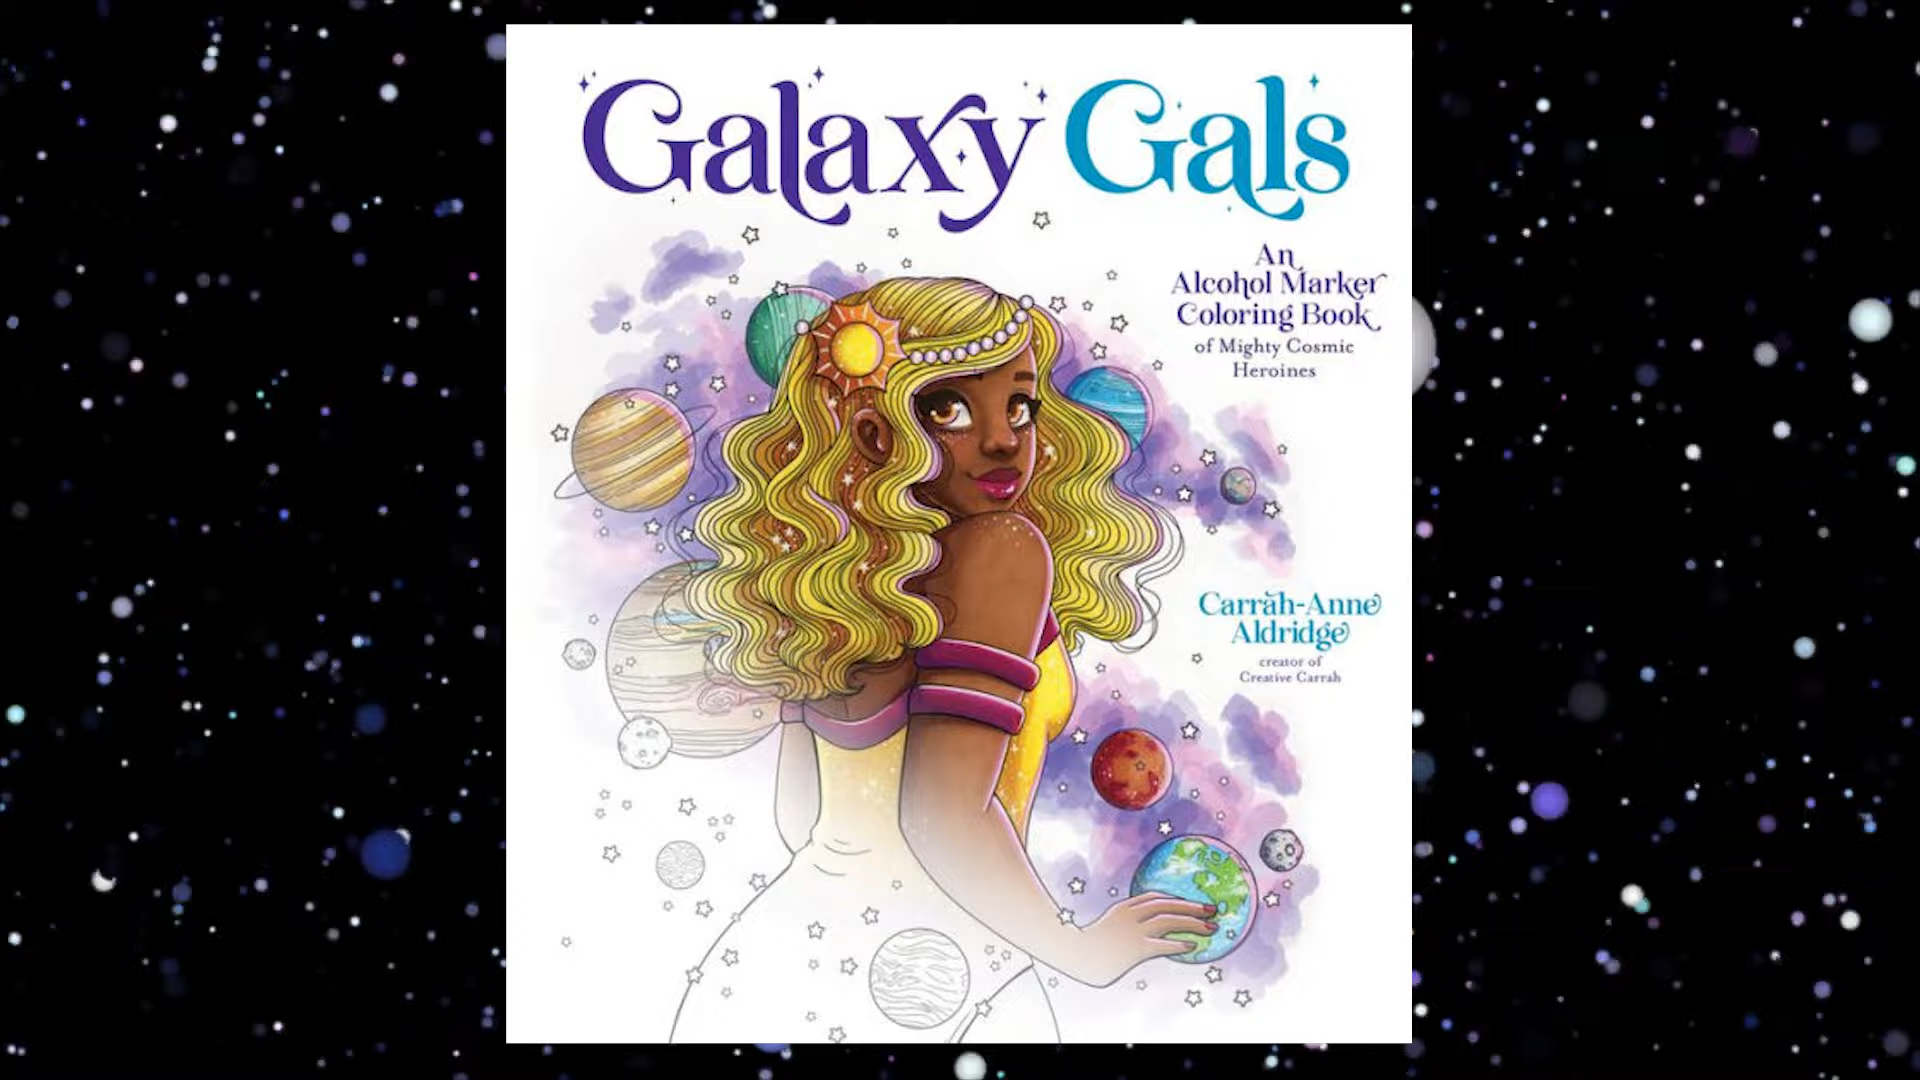 Galaxy Gals
An
Alcohol Marker
Coloring Book
of Mighty Cosmic
Heroines
Carrah-Anne
Aldridge
creator of
Creative Carrah